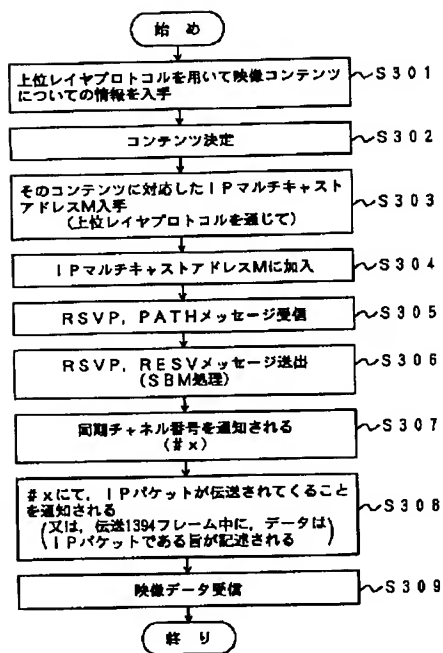 始 め
上位レイヤプロトコルを用いて映像コンテンツ
についての情報を入手
S301
コンテンツ決定
S302
そのコンテンツに対応したIPマルチキャスト
アドレスM入手
(上位レイヤプロトコルを通じて)
S303
IPマルチキャストアドレスMに加入
S304
RSVP,PATHメッセージ受信
S305
RSVP,RESVメッセージ送出
(SBM処理)
S306
同期チャネル番号を通知される
(#x)
S307
#xにて,IPパケットが伝送されてくること
を通知される
(又は,伝送1394フレーム中に,データは
IPパケットである旨が記述される)
S308
映像データ受信
S309
終 り